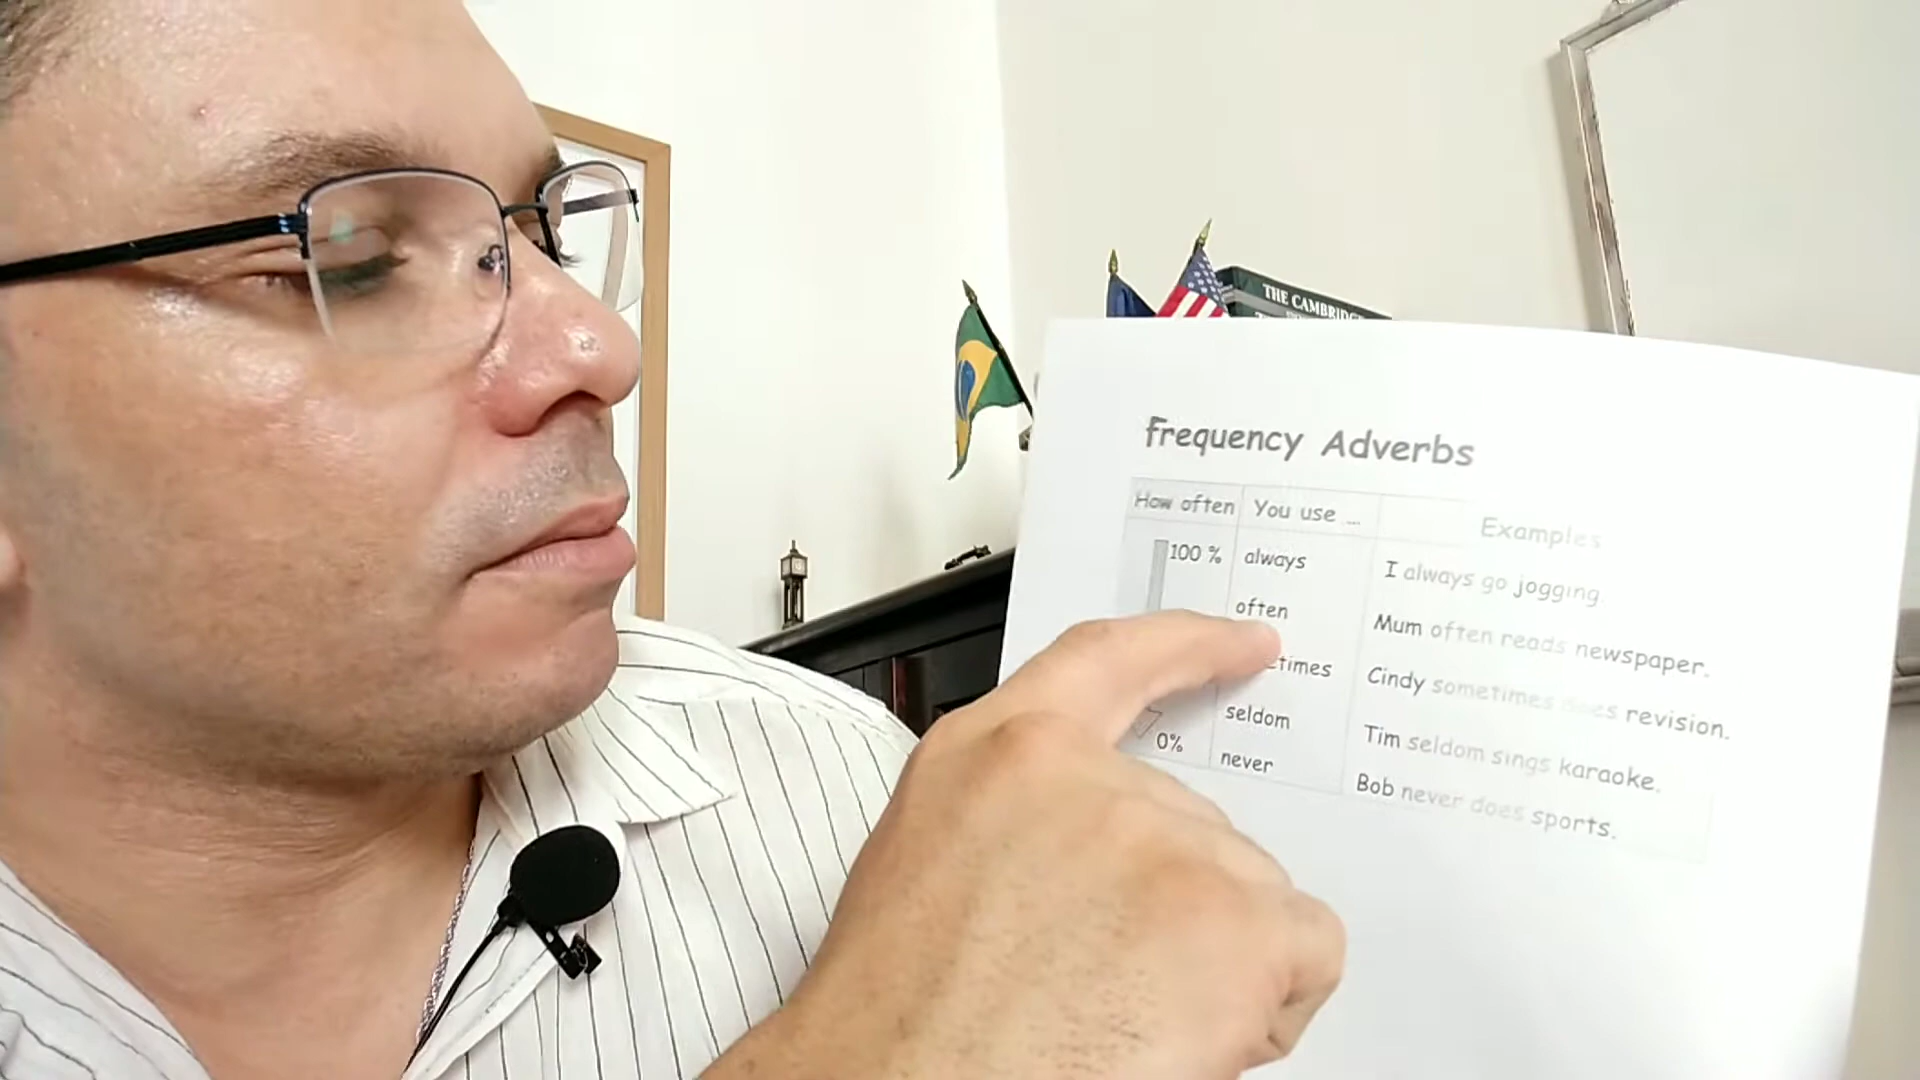 THE CAMBRIDGE
Frequency Adverbs
How often You use ... Examples
100 % always I always go jogging.
often Mum often reads newspaper.
etimes Cindy sometimes does revision.
seldom Tim seldom sings karaoke.
0% never Bob never does sports.